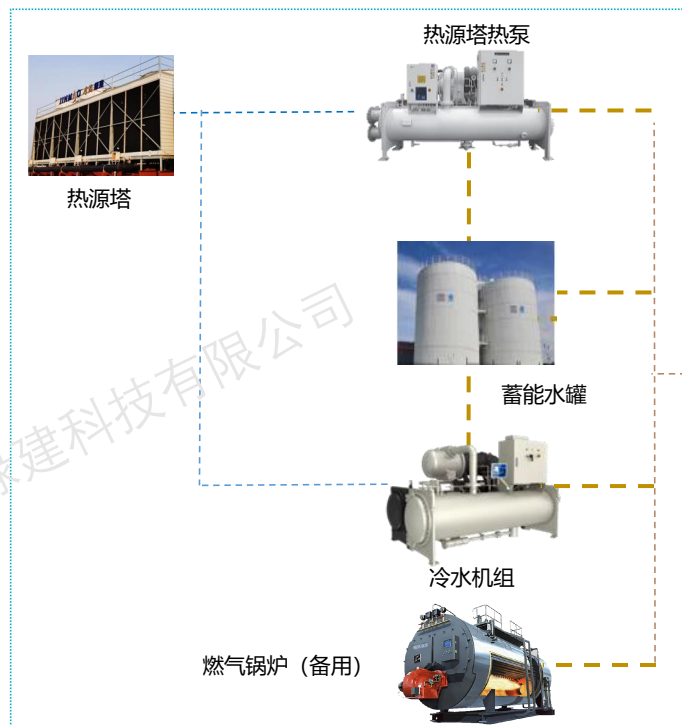 热源塔热泵
热源塔
蓄能水罐
建科技有限公司
冷水机组
燃气锅炉（备用）